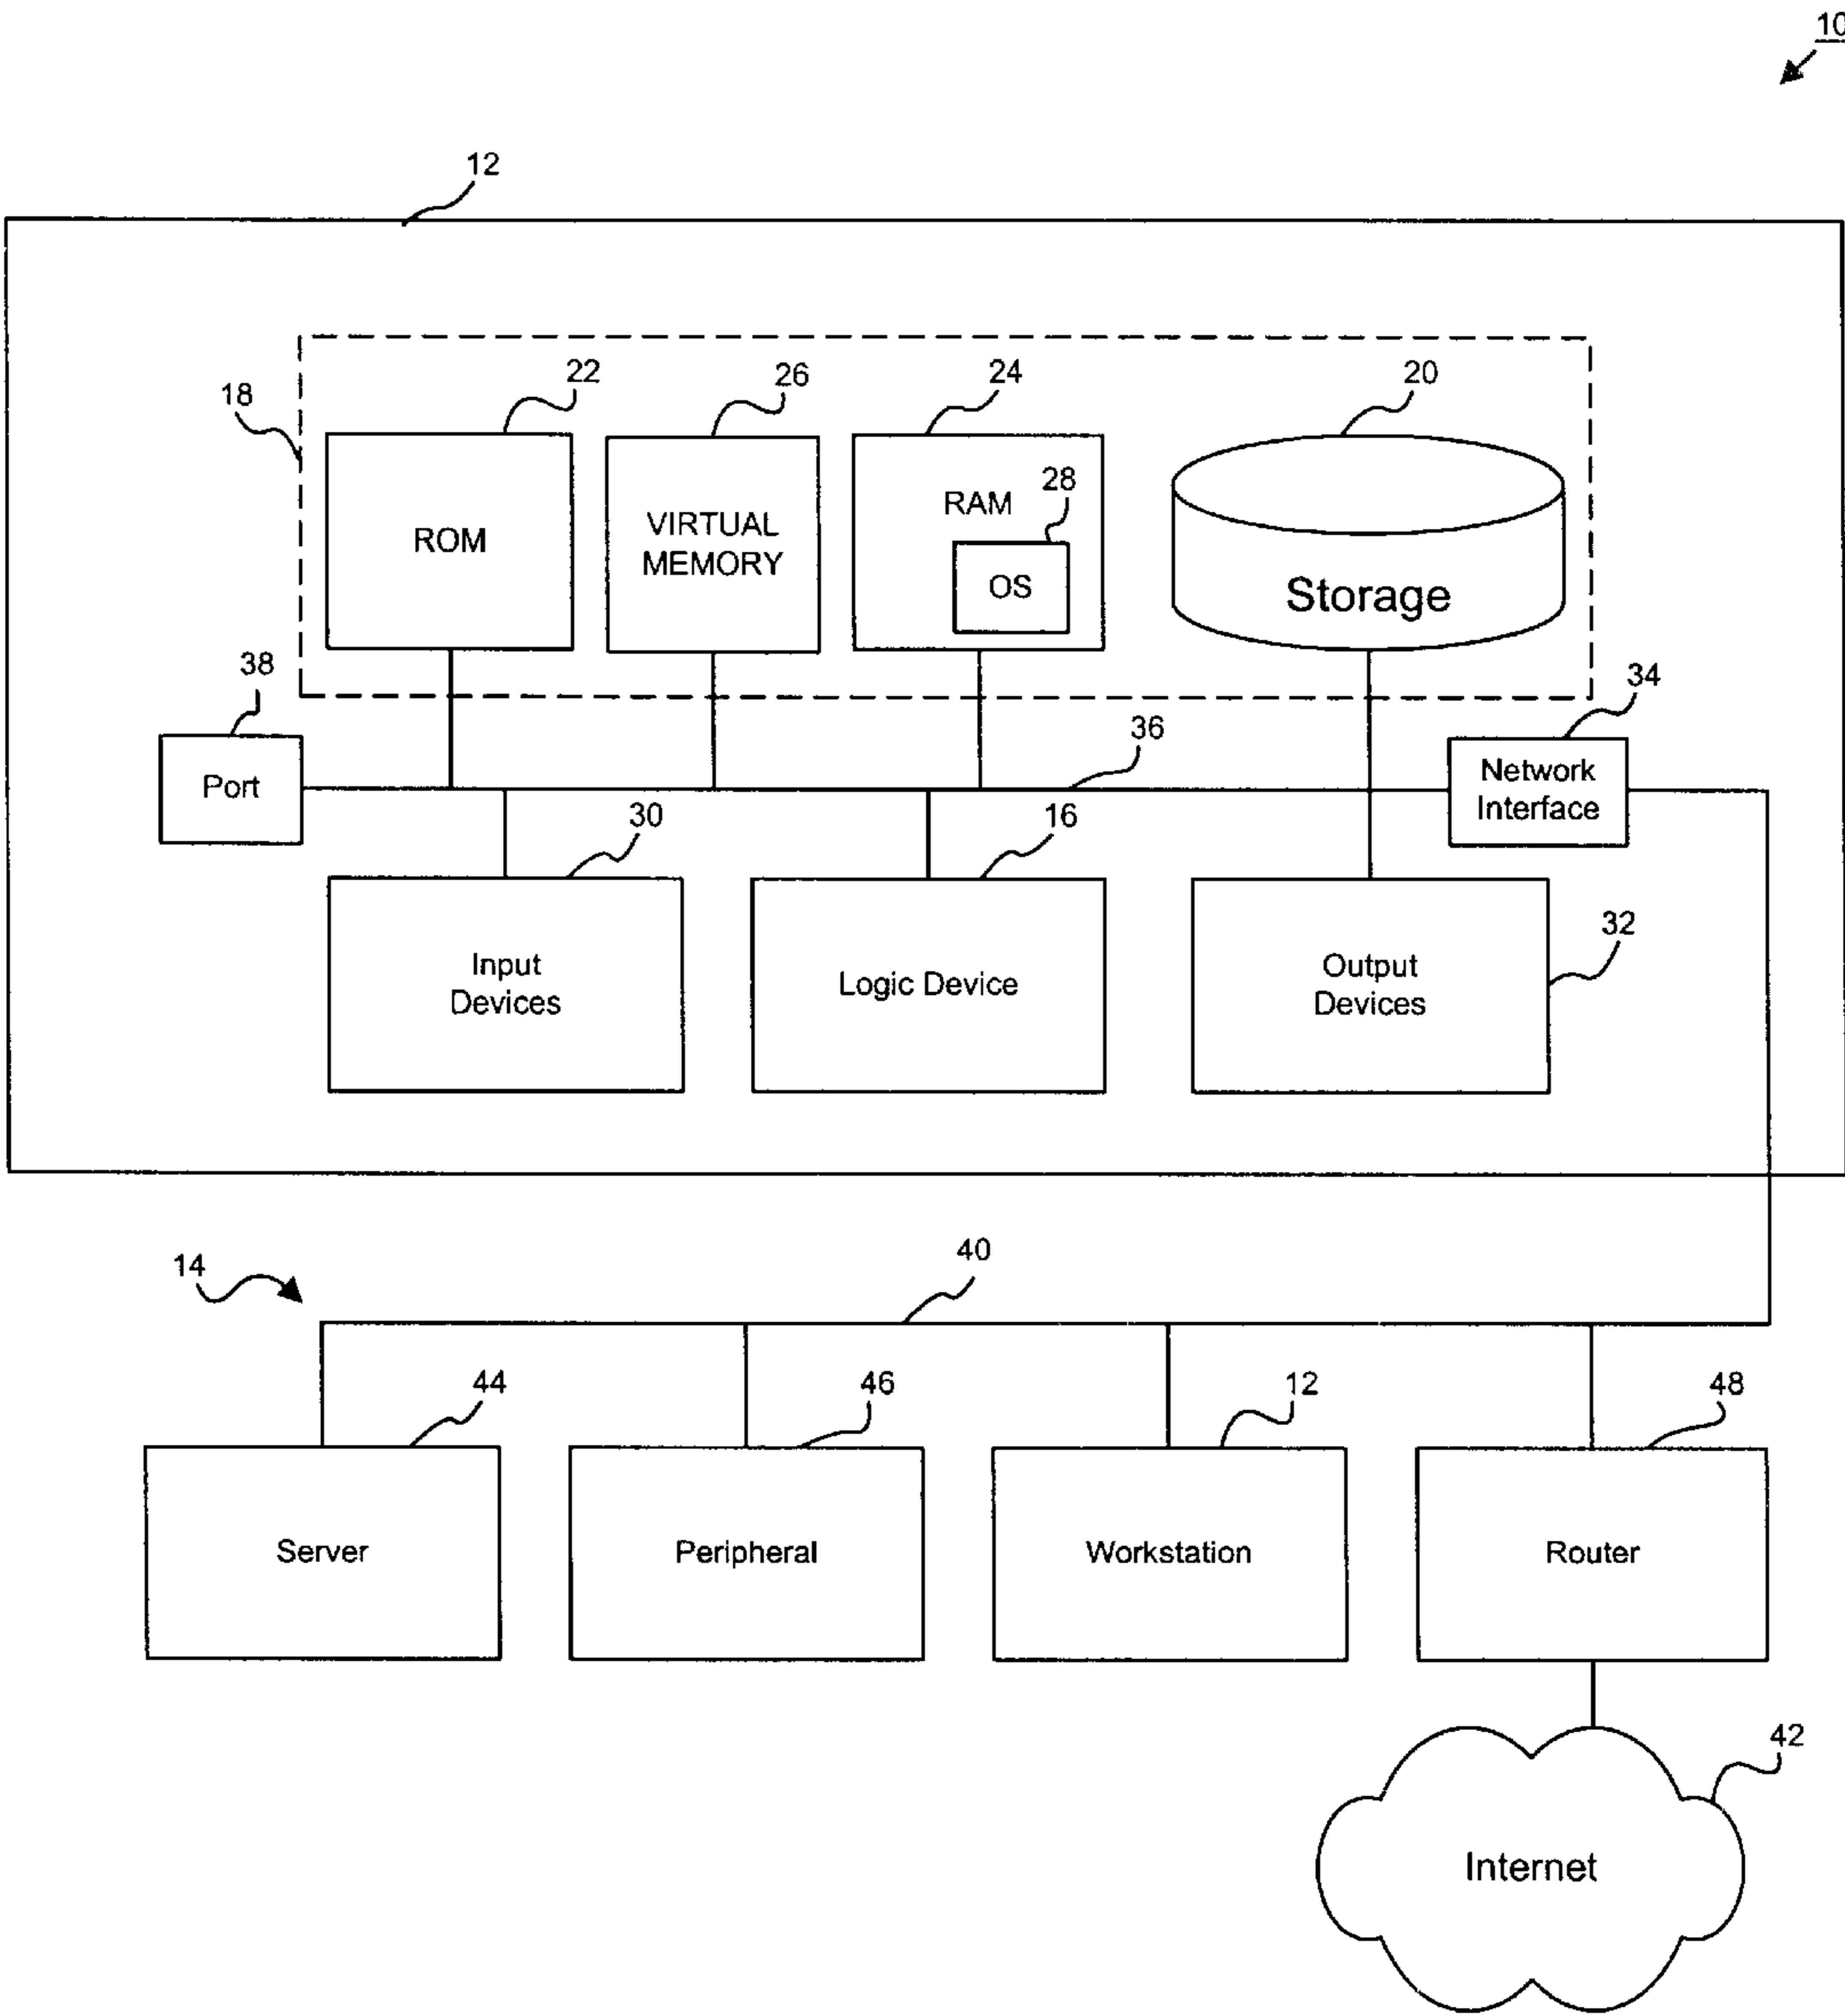 10
12
22
26
24
20
18
28
RAM
VIRTUAL
MEMORY
ROM
OS
Storage
38
34
36
Port
Network
Interface
30
16
32
Input
Devices
Logic Device
Output
Devices
14
40
44
46
12
48
Server
Peripheral
Workstation
Router
42
Internet